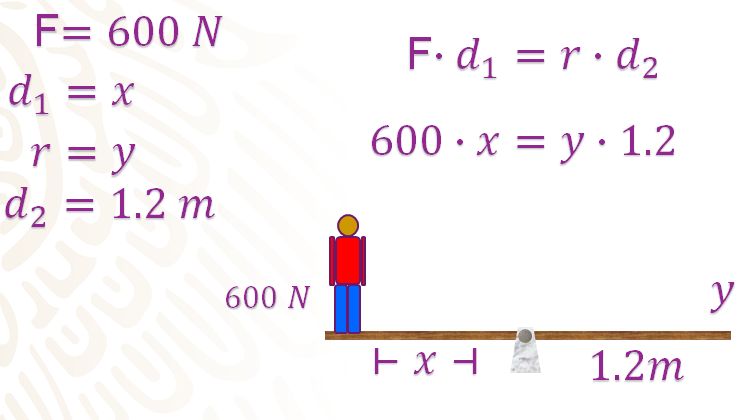 F= 600 N
d₁ = x
r = y
d₂ = 1.2 m
F· d₁ = r · d₂
600 · x = y · 1.2
600 N
y
⊢ x ⊣
1.2m